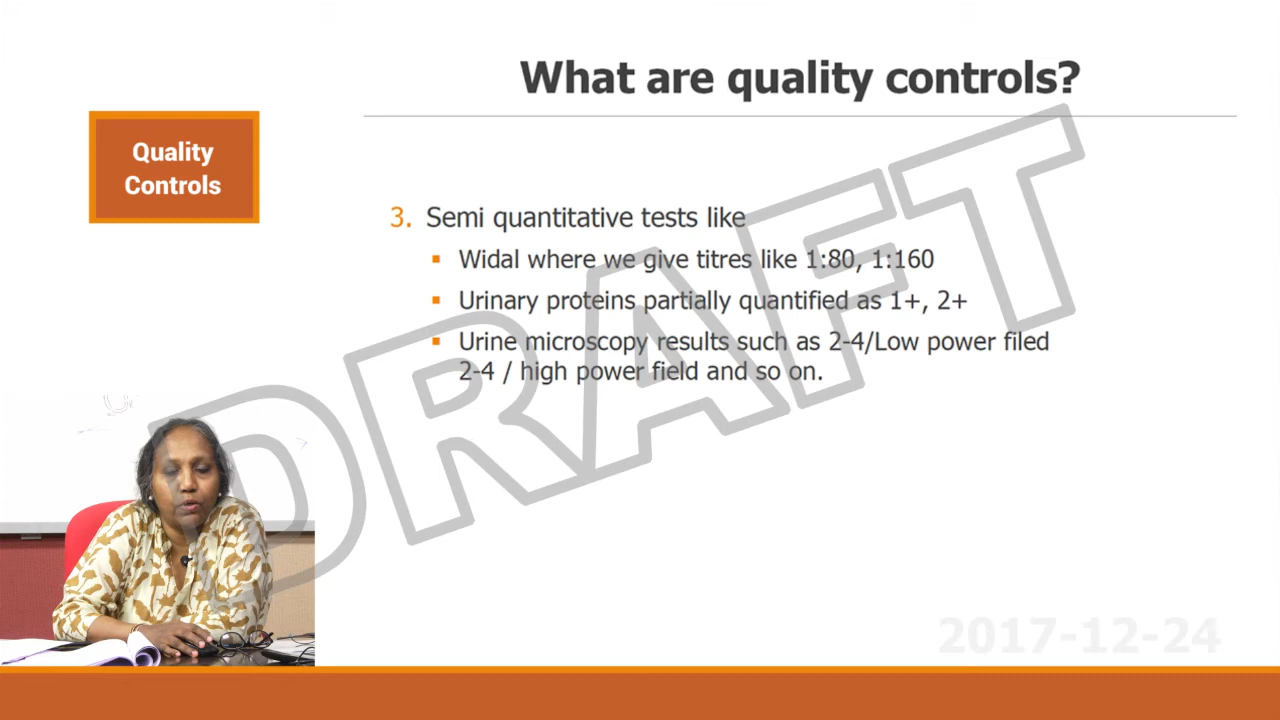 What are quality controls?
Quality
Controls
3. Semi quantitative tests like
▪ Widal where we give titres like 1:80, 1:160
▪ Urinary proteins partially quantified as 1+, 2+
▪ Urine microscopy results such as 2-4/Low power filed
2-4 / high power field and so on.
DRAFT
2017-12-24